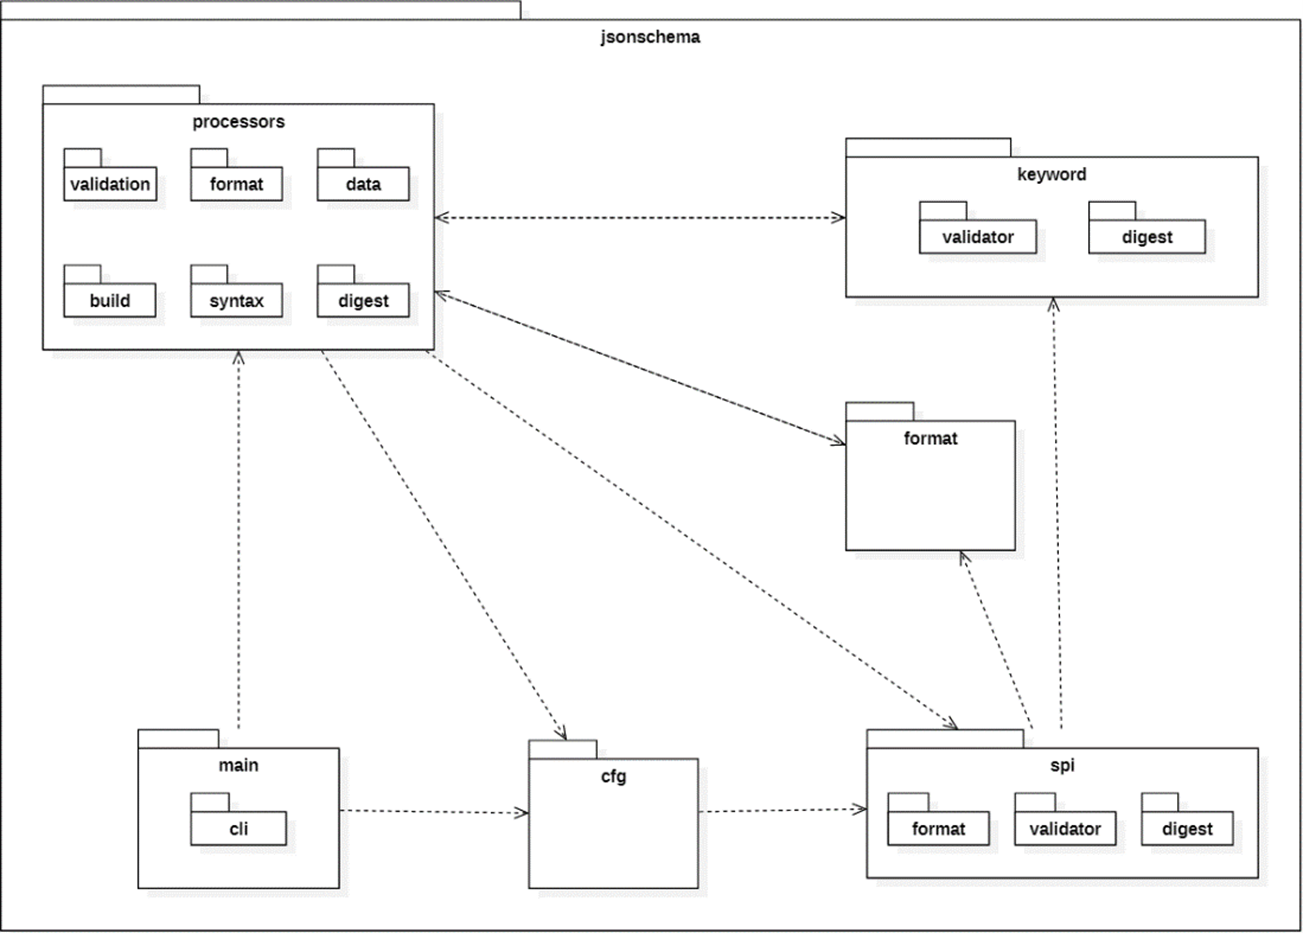 jsonschema
processors
validation
format
data
build
syntax
digest
keyword
validator
digest
format
main
cli
cfg
spi
format
validator
digest